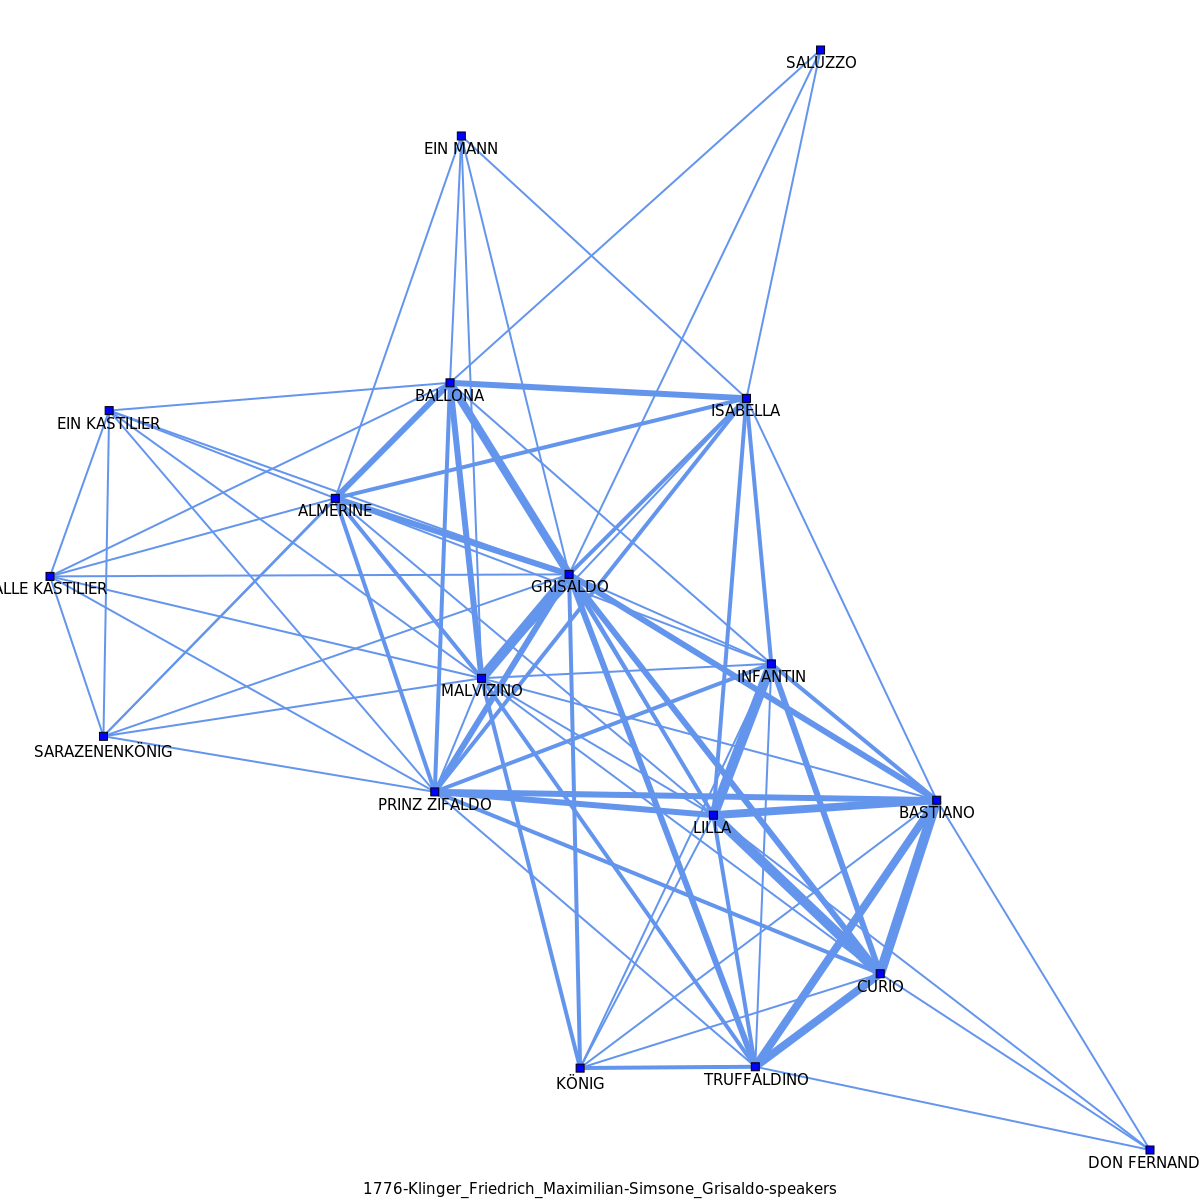 SALUZZO
EIN MANN
BALLONA
ISABELLA
EIN KASTILIER
ALMERINE
GRISALDO
ALLE KASTILIER
INFANTIN
MALVIZINO
SARAZENENKÖNIG
PRINZ ZIFALDO
BASTIANO
LILLA
CURIO
TRUFFALDINO
KÖNIG
DON FERNAND
1776-Klinger_Friedrich_Maximilian-Simsone_Grisaldo-speakers